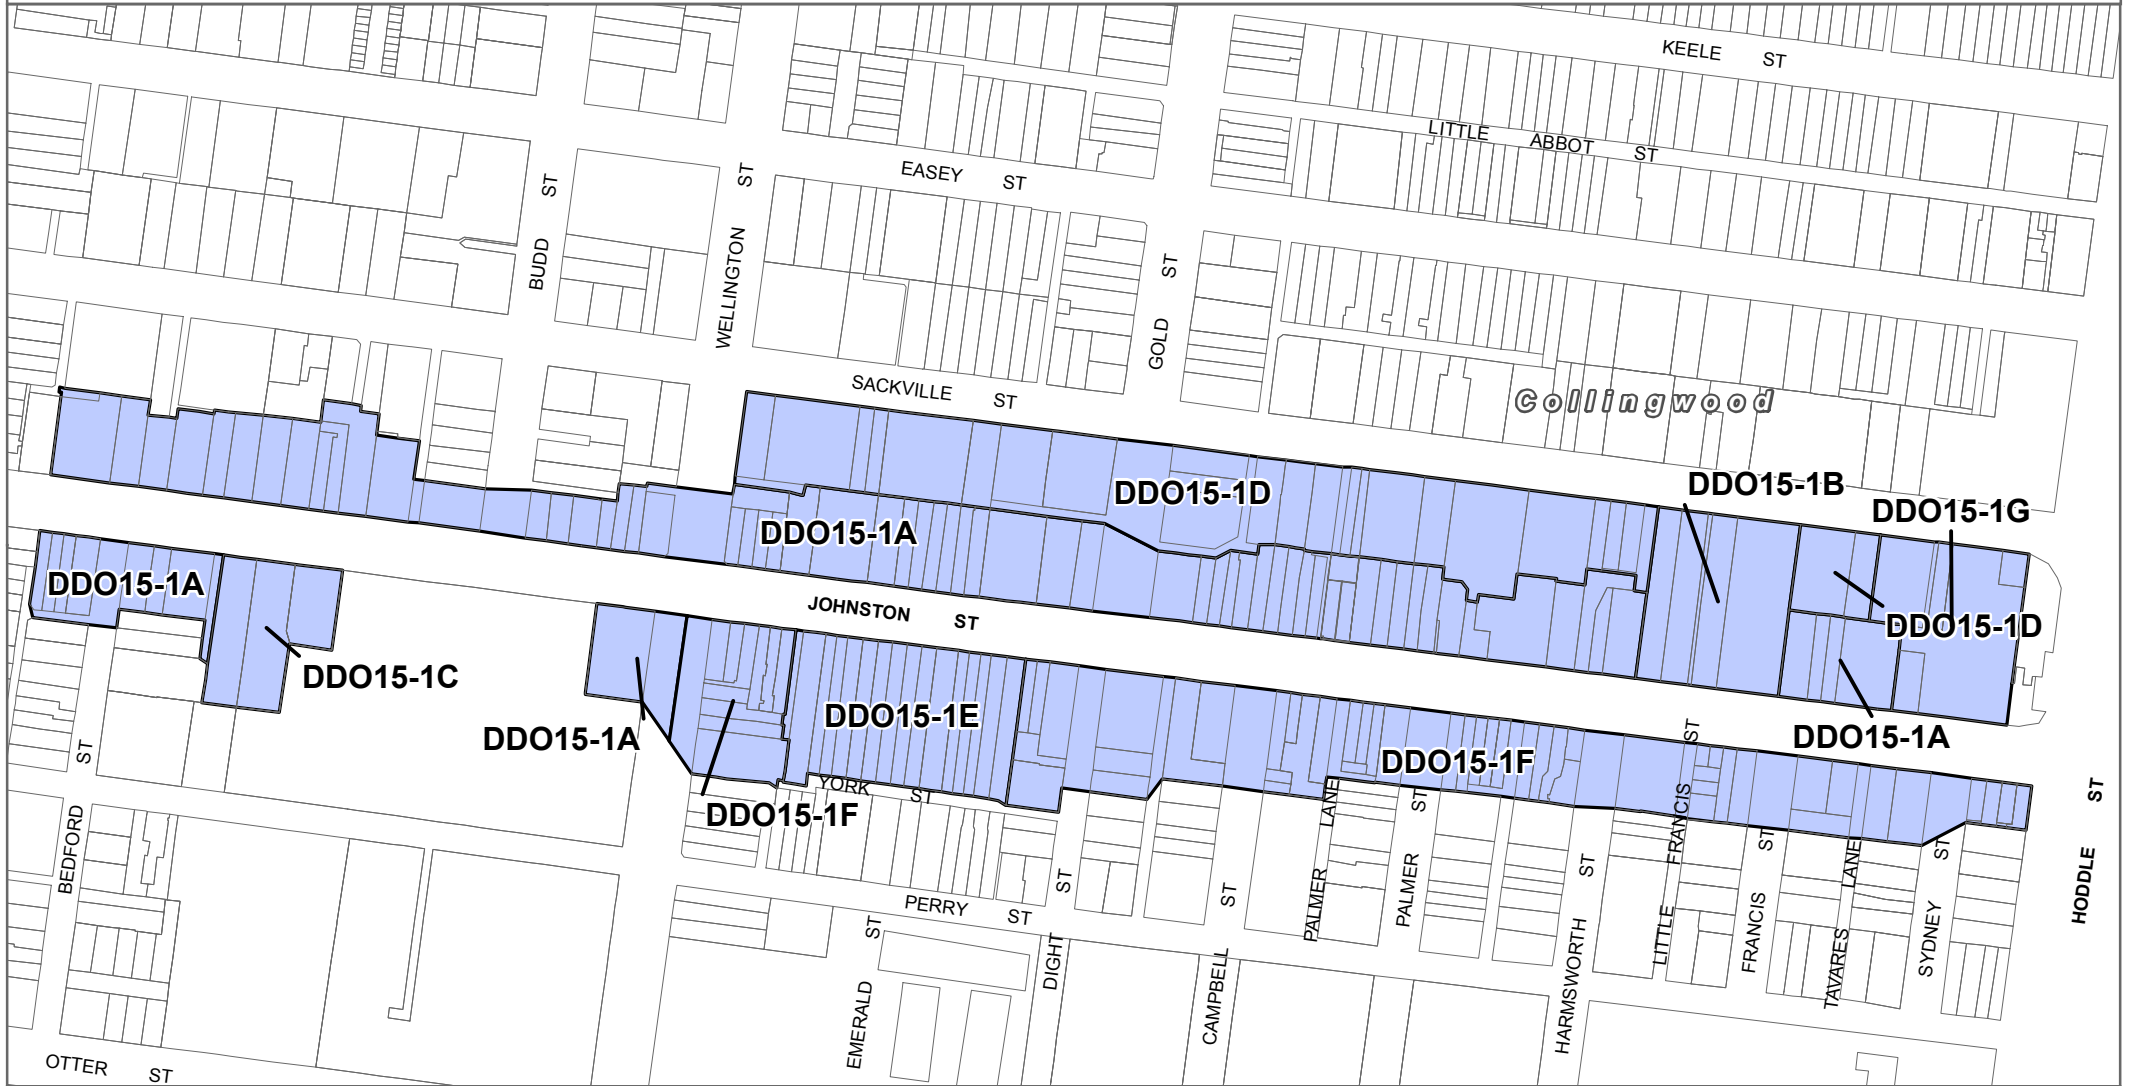 KEELE ST
LITTLE ABBOT ST
EASEY ST
BUDD ST
WELLINGTON ST
GOLD ST
SACKVILLE ST
Collingwood
DDO15-1B
DDO15-1D
DDO15-1G
DDO15-1A
DDO15-1A
JOHNSTON ST
DDO15-1D
DDO15-1C
DDO15-1E
DDO15-1A
DDO15-1A
DDO15-1F
YORK ST
DDO15-1F
BEDFORD ST
PERRY ST
EMERALD ST
DIGHT ST
CAMPBELL ST
PALMER LANE
PALMER ST
HARMSWORTH ST
LITTLE FRANCIS ST
FRANCIS ST
TAVARES LANE
SYDNEY ST
HODDLE ST
OTTER ST